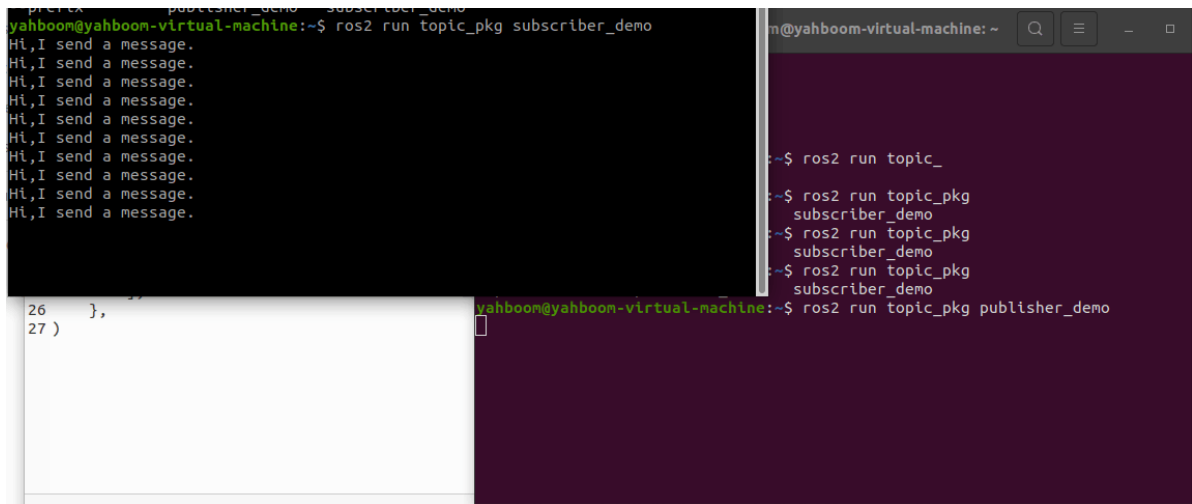 --prefix publisher_demo subscriber_demo
yahboom@yahboom-virtual-machine:~$ ros2 run topic_pkg subscriber_demo
Hi,I send a message.
Hi,I send a message.
Hi,I send a message.
Hi,I send a message.
Hi,I send a message.
Hi,I send a message.
Hi,I send a message.
Hi,I send a message.
Hi,I send a message.
Hi,I send a message.
m@yahboom-virtual-machine: ~
:~$ ros2 run topic_
:~$ ros2 run topic_pkg
subscriber_demo
:~$ ros2 run topic_pkg
subscriber_demo
:~$ ros2 run topic_pkg
subscriber_demo
yahboom@yahboom-virtual-machine:~$ ros2 run topic_pkg publisher_demo
26 },
27 )